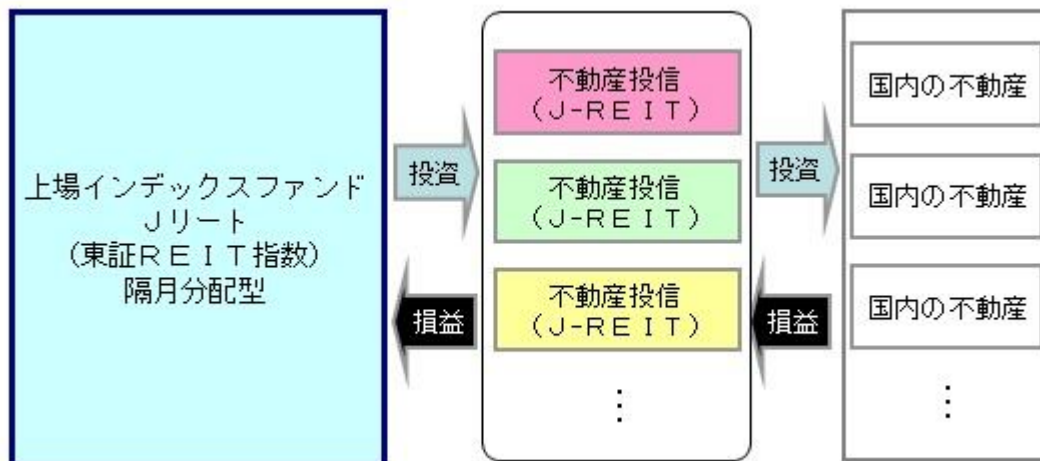 上場インデックスファンド
Jリート
(東証REIT指数)
隔月分配型
投資
損益
不動産投信
(J-REIT)
不動産投信
(J-REIT)
不動産投信
(J-REIT)
⋮
投資
損益
国内の不動産
国内の不動産
国内の不動産
⋮